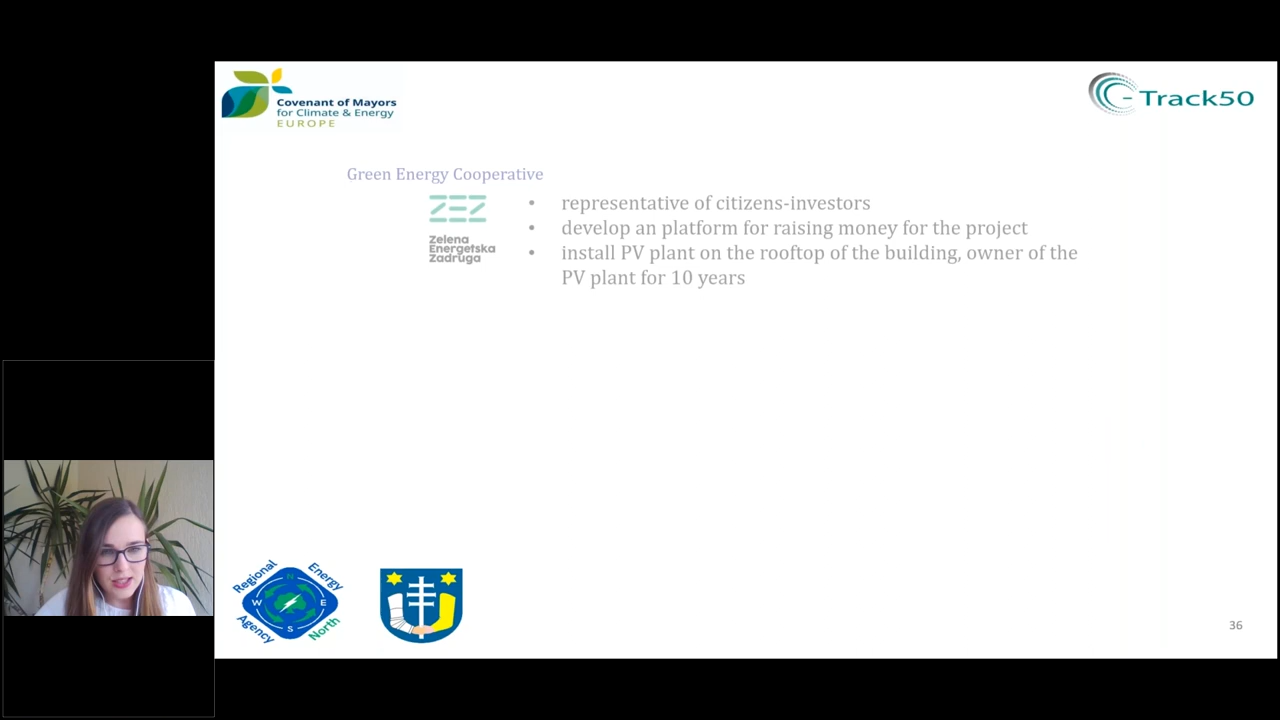 Covenant of Mayors
for Climate & Energy
EUROPE
C-Track50
Green Energy Cooperative
ZEZ
Zelena
Energetska
Zadruga
• representative of citizens-investors
• develop an platform for raising money for the project
• install PV plant on the rooftop of the building, owner of the
PV plant for 10 years
Regional Energy
Agency North
N
W E
S
36